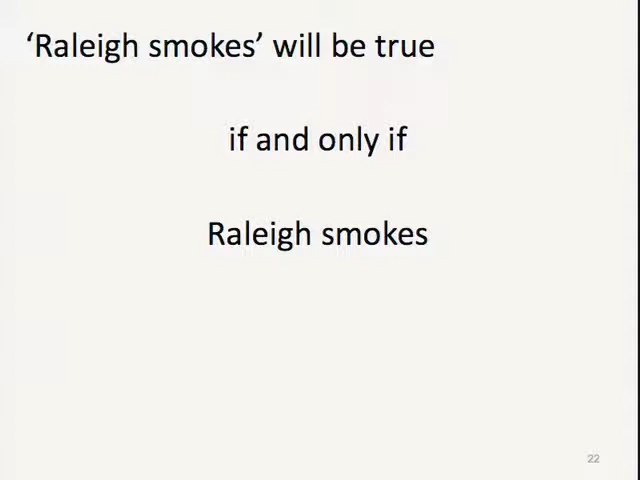 ‘Raleigh smokes’ will be true
if and only if
Raleigh smokes
22